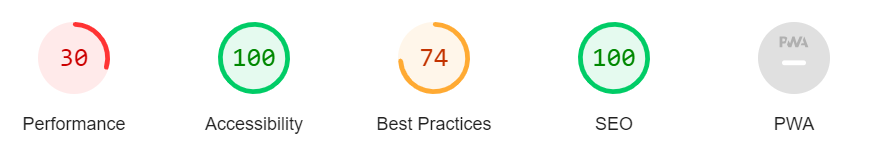 30 100 74 100 PWA
Performance Accessibility Best Practices SEO PWA